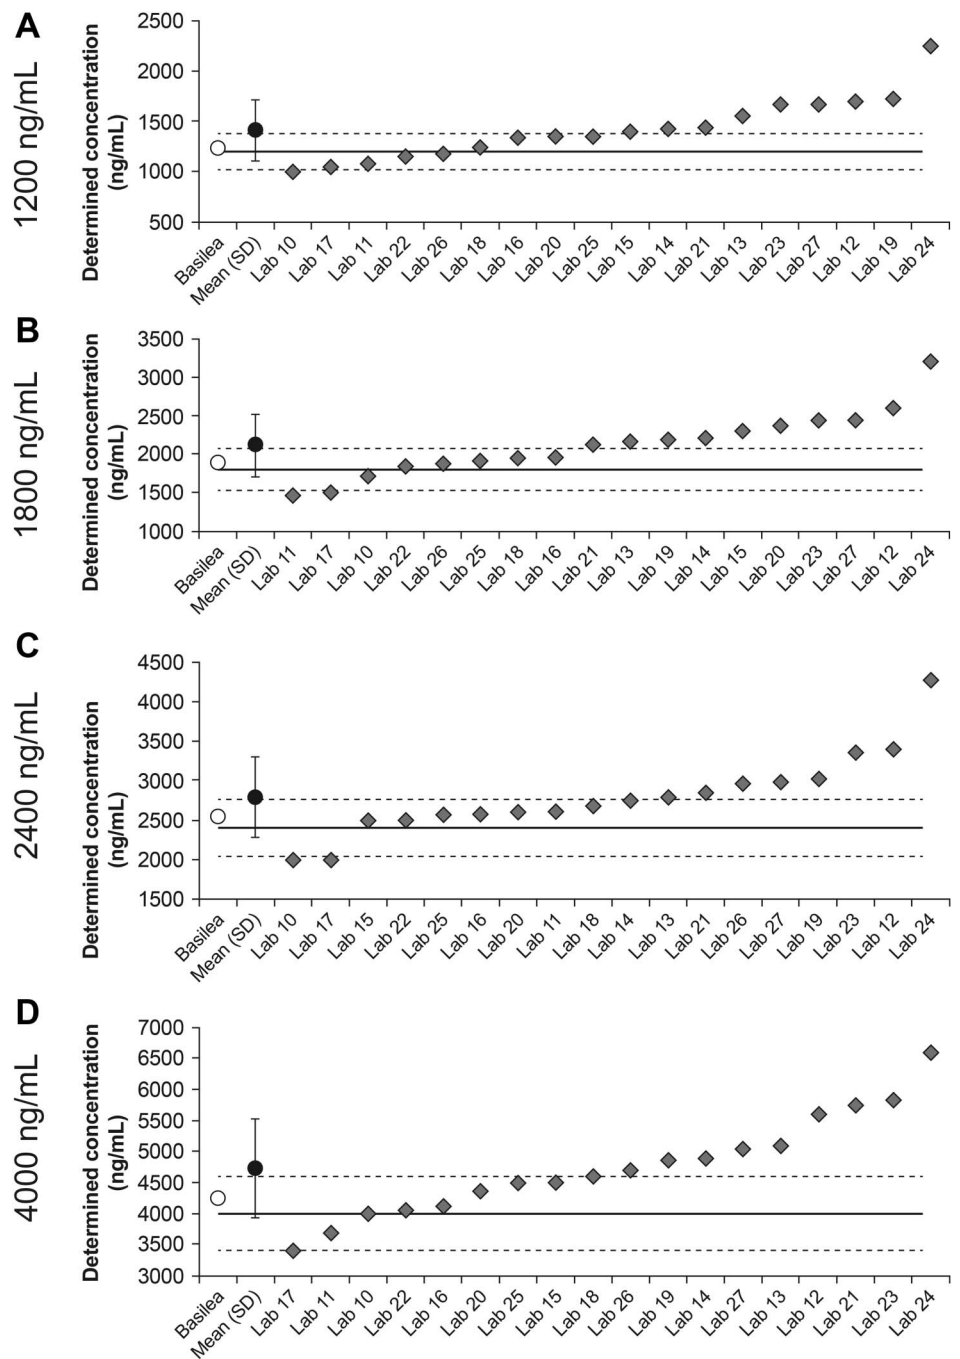 A
1200 ng/mL
Determined concentration
(ng/mL)
2500
2000
1500
1000
500
Basilea
Mean (SD)
Lab 10
Lab 17
Lab 11
Lab 22
Lab 26
Lab 18
Lab 16
Lab 20
Lab 25
Lab 15
Lab 14
Lab 21
Lab 13
Lab 23
Lab 27
Lab 12
Lab 19
Lab 24
B
1800 ng/mL
Determined concentration
(ng/mL)
3500
3000
2500
2000
1500
1000
Basilea
Mean (SD)
Lab 11
Lab 17
Lab 10
Lab 22
Lab 26
Lab 25
Lab 18
Lab 16
Lab 21
Lab 13
Lab 19
Lab 14
Lab 15
Lab 20
Lab 23
Lab 27
Lab 12
Lab 24
C
2400 ng/mL
Determined concentration
(ng/mL)
4500
4000
3500
3000
2500
2000
1500
Basilea
Mean (SD)
Lab 10
Lab 17
Lab 15
Lab 22
Lab 25
Lab 16
Lab 20
Lab 11
Lab 18
Lab 14
Lab 13
Lab 21
Lab 26
Lab 27
Lab 19
Lab 23
Lab 12
Lab 24
D
4000 ng/mL
Determined concentration
(ng/mL)
7000
6500
6000
5500
5000
4500
4000
3500
3000
Basilea
Mean (SD)
Lab 17
Lab 11
Lab 10
Lab 22
Lab 16
Lab 20
Lab 25
Lab 15
Lab 18
Lab 26
Lab 19
Lab 14
Lab 27
Lab 13
Lab 12
Lab 21
Lab 23
Lab 24